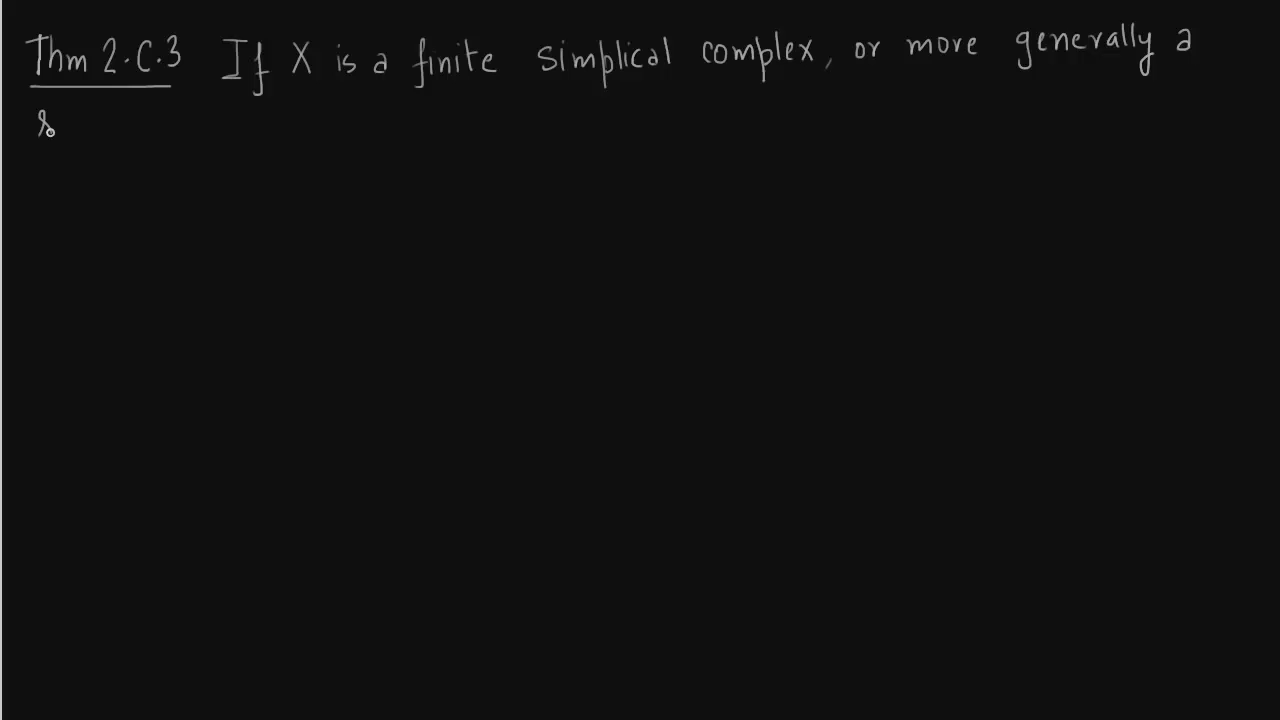 Thm 2.C.3 If X is a finite simplical complex, or more generally a